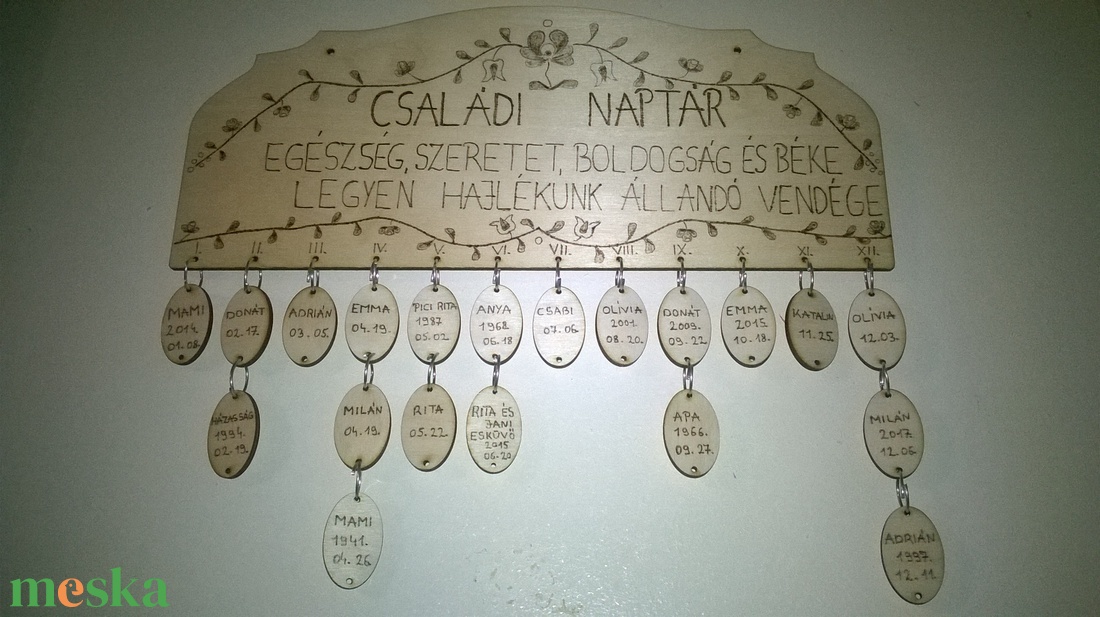 CSALÁDI NAPTÁR
EGÉSZSÉG, SZERETET, BOLDOGSÁG ÉS BÉKE
LEGYEN HAJLÉKUNK ÁLLANDÓ VENDÉGE
I. II. III. IV. V. VI. VII. VIII. IX. X. XI. XII.
MAMI
2014.
01.08.
DONÁT
02.17.
ADRIÁN
03.05.
EMMA
04.19.
PICI RITA
1987
05.02.
ANYA
1968
06.18
CSABI
07.06.
OLÍVIA
2001.
08.20.
DONÁT
2009.
09.22
EMMA
2015.
10.18.
KATALIN
11.25.
OLÍVIA
12.03.
HÁZASSÁG
1994.
02.19.
MILÁN
04.19.
RITA
05.22.
RITA ÉS
JANI
ESKÜVŐ
2015
06.20
APA
1966.
09.27.
MILÁN
2017.
12.06.
MAMI
1941.
04.26.
ADRIÁN
1997.
12.11.
meska